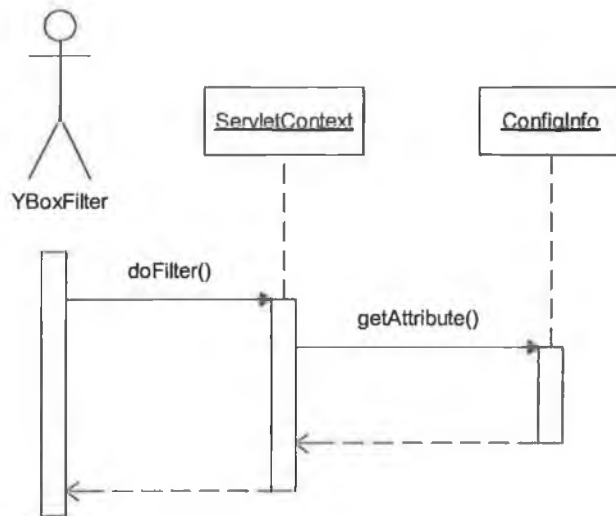 ServletContext
ConfigInfo
YBoxFilter
doFilter()
getAttribute()